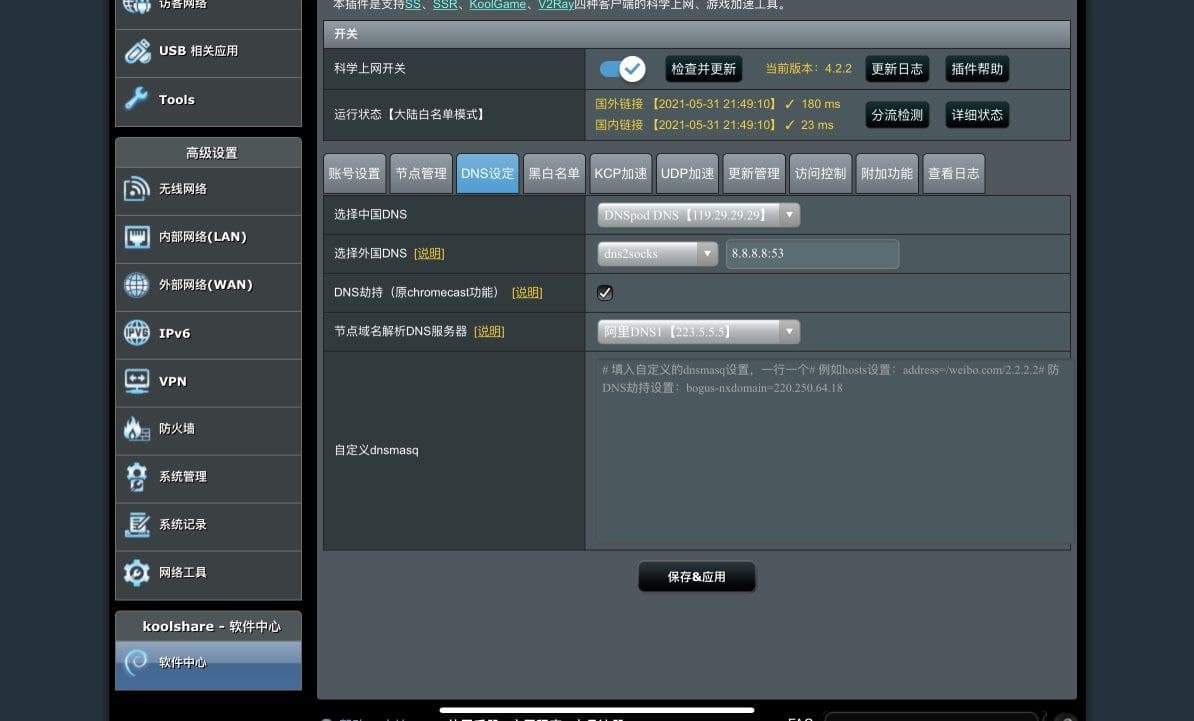 访客网络
USB 相关应用
Tools
高级设置
无线网络
内部网络(LAN)
外部网络(WAN)
IPv6
VPN
防火墙
系统管理
系统记录
网络工具
koolshare - 软件中心
软件中心
本插件是支持SS、SSR、KoolGame、V2Ray四种客户端的科学上网、游戏加速工具。
开关
科学上网开关 检查并更新 当前版本：4.2.2 更新日志 插件帮助
运行状态【大陆白名单模式】
国外链接 【2021-05-31 21:49:10】 ✓ 180 ms
国内链接 【2021-05-31 21:49:10】 ✓ 23 ms
分流检测 详细状态
账号设置 节点管理 DNS设定 黑白名单 KCP加速 UDP加速 更新管理 访问控制 附加功能 查看日志
选择中国DNS DNSpod DNS【119.29.29.29】
选择外国DNS [说明] dns2socks 8.8.8.8:53
DNS劫持（原chromecast功能） [说明]
节点域名解析DNS服务器 [说明] 阿里DNS1【223.5.5.5】
自定义dnsmasq
# 填入自定义的dnsmasq设置，一行一个# 例如hosts设置：address=/weibo.com/2.2.2.2# 防
DNS劫持设置：bogus-nxdomain=220.250.64.18
保存&应用